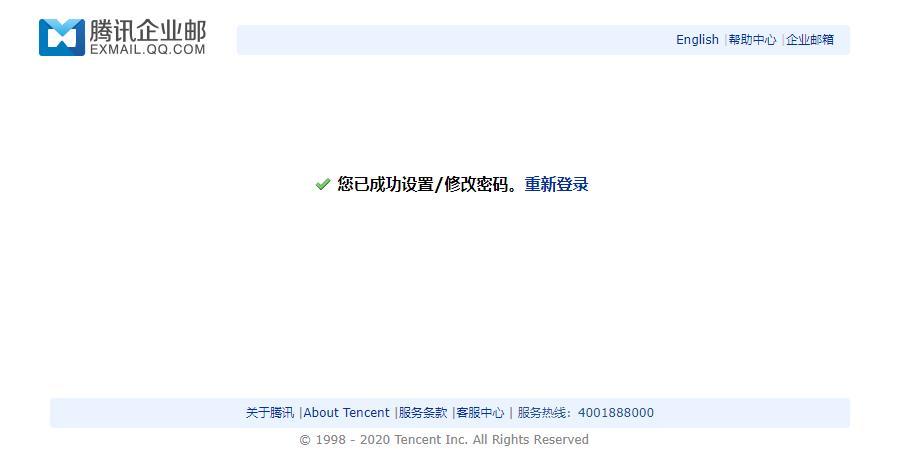 腾讯企业邮
EXMAIL.QQ.COM
English |帮助中心 |企业邮箱
您已成功设置/修改密码。重新登录
关于腾讯 |About Tencent |服务条款 |客服中心 | 服务热线：4001888000
© 1998 - 2020 Tencent Inc. All Rights Reserved